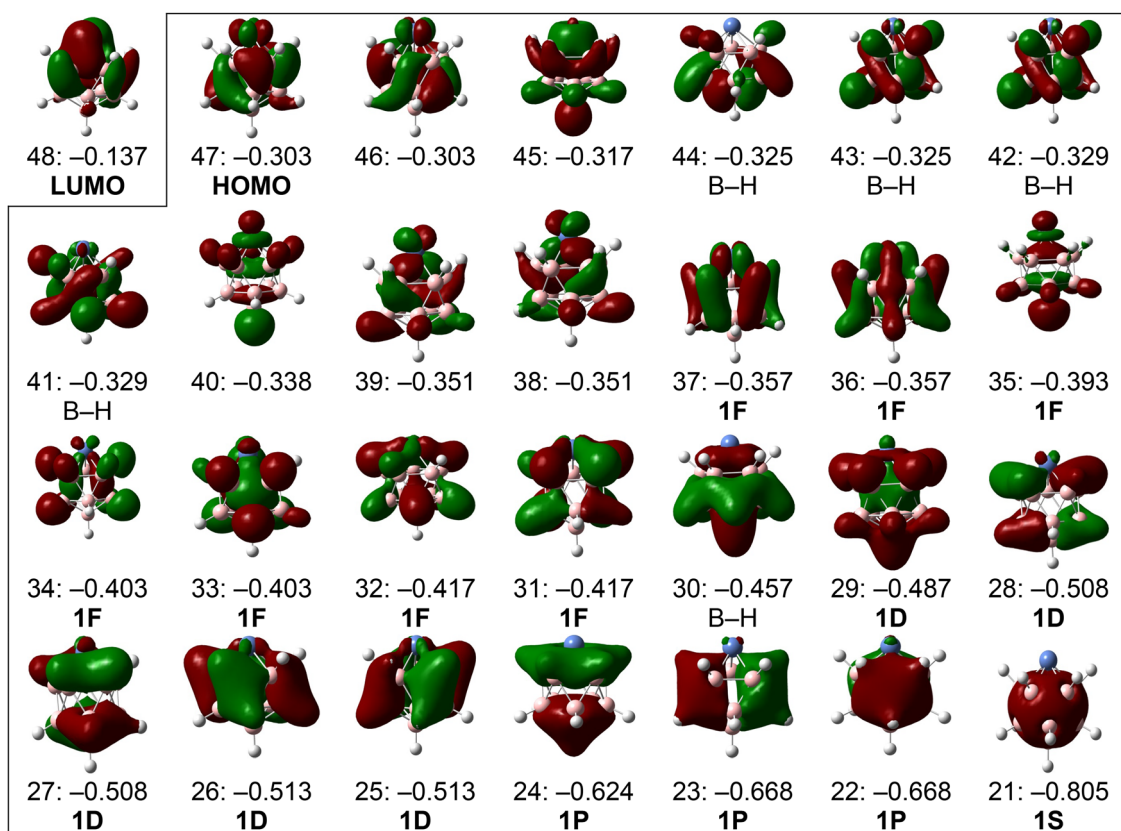 48: –0.137 47: –0.303 46: –0.303 45: –0.317 44: –0.325 43: –0.325 42: –0.329
LUMO HOMO B–H B–H B–H
41: –0.329 40: –0.338 39: –0.351 38: –0.351 37: –0.357 36: –0.357 35: –0.393
B–H 1F 1F 1F
34: –0.403 33: –0.403 32: –0.417 31: –0.417 30: –0.457 29: –0.487 28: –0.508
1F 1F 1F 1F B–H 1D 1D
27: –0.508 26: –0.513 25: –0.513 24: –0.624 23: –0.668 22: –0.668 21: –0.805
1D 1D 1D 1P 1P 1P 1S